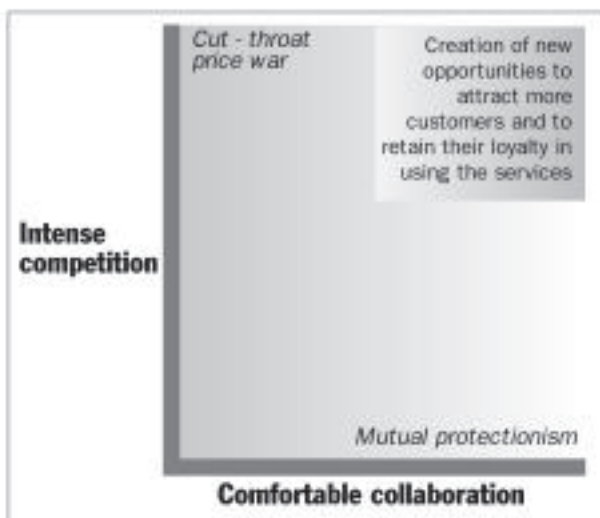 Cut - throat
price war
Creation of new
opportunities to
attract more
customers and to
retain their loyalty in
using the services
Intense
competition
Mutual protectionism
Comfortable collaboration